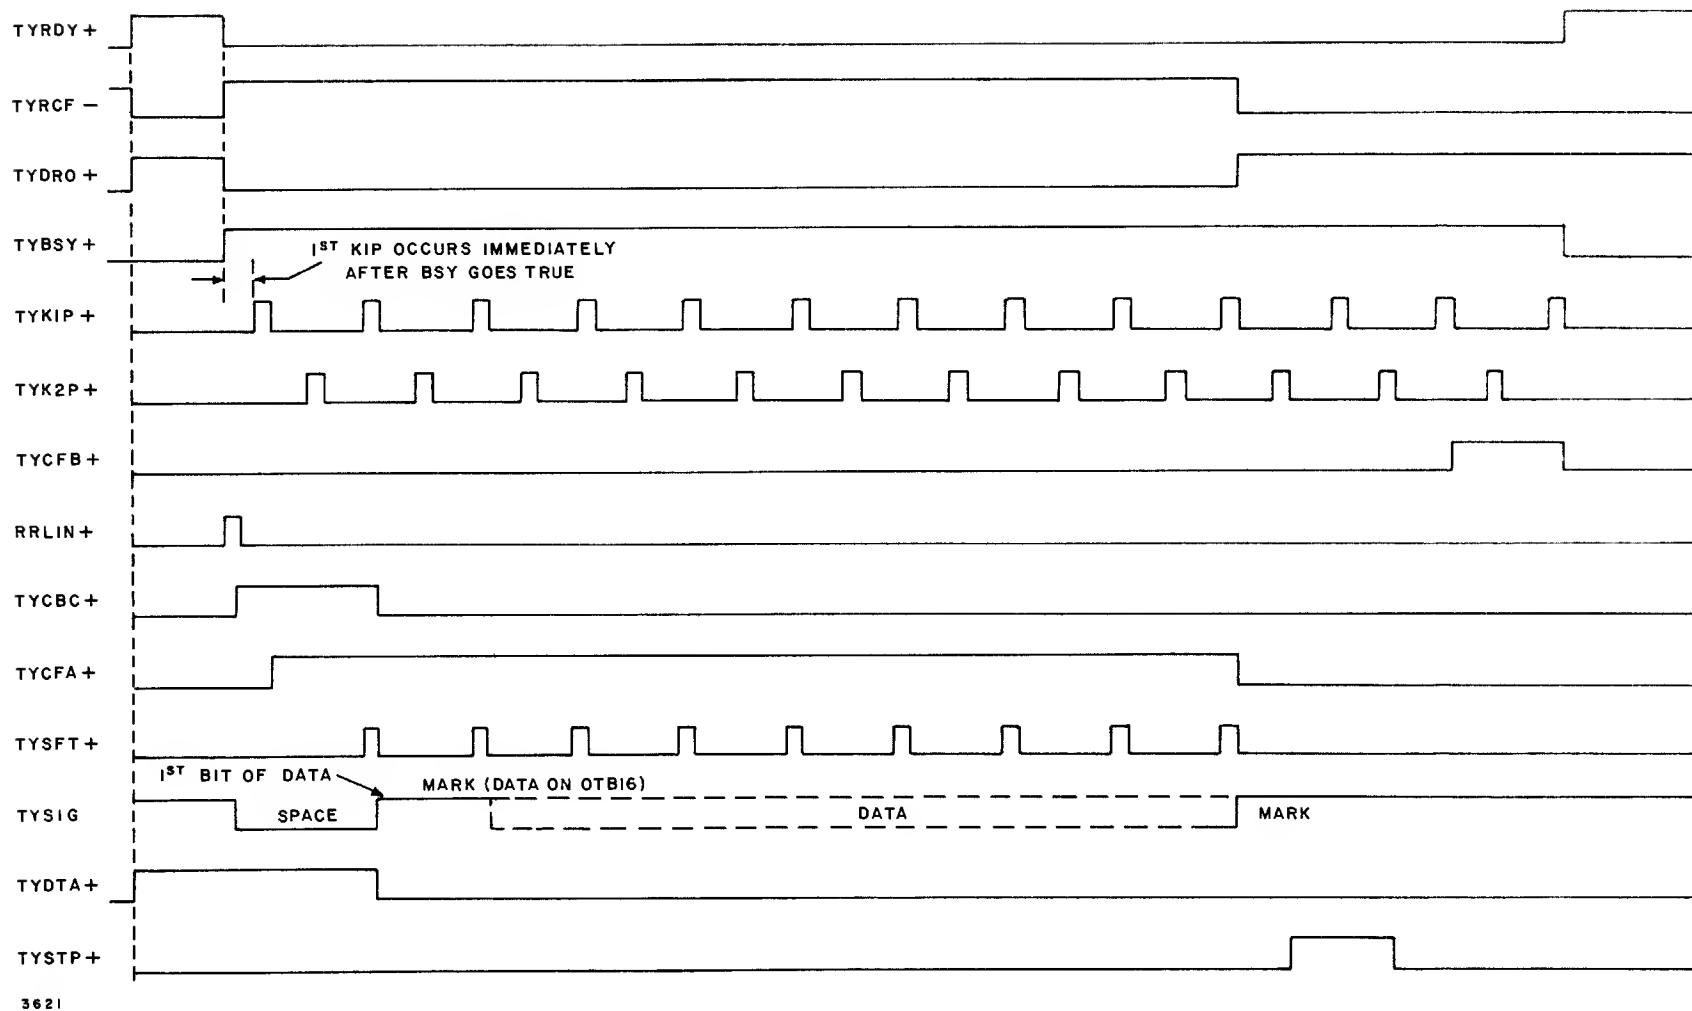 TYRDY+
TYRCF-
TYDRO+
TYBSY+
1ST KIP OCCURS IMMEDIATELY
AFTER BSY GOES TRUE
TYKIP+
TYK2P+
TYCFB+
RRLIN+
TYCBC+
TYCFA+
TYSFT+
1ST BIT OF DATA
MARK (DATA ON OTB16)
TYSIG
SPACE
DATA
MARK
TYDTA+
TYSTP+
3621